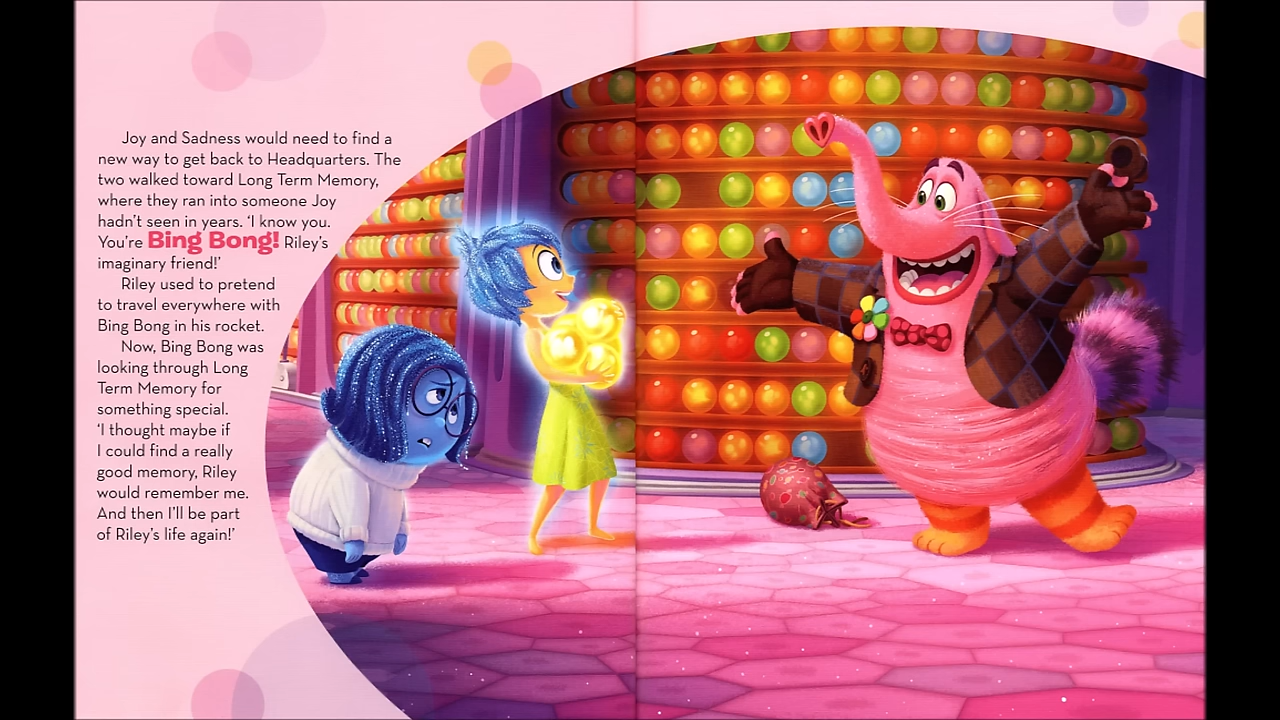 Joy and Sadness would need to find a
new way to get back to Headquarters. The
two walked toward Long Term Memory,
where they ran into someone Joy
hadn't seen in years. 'I know you.
You're Bing Bong! Riley's
imaginary friend!'
Riley used to pretend
to travel everywhere with
Bing Bong in his rocket.
Now, Bing Bong was
looking through Long
Term Memory for
something special.
'I thought maybe if
I could find a really
good memory, Riley
would remember me.
And then I'll be part
of Riley's life again!'